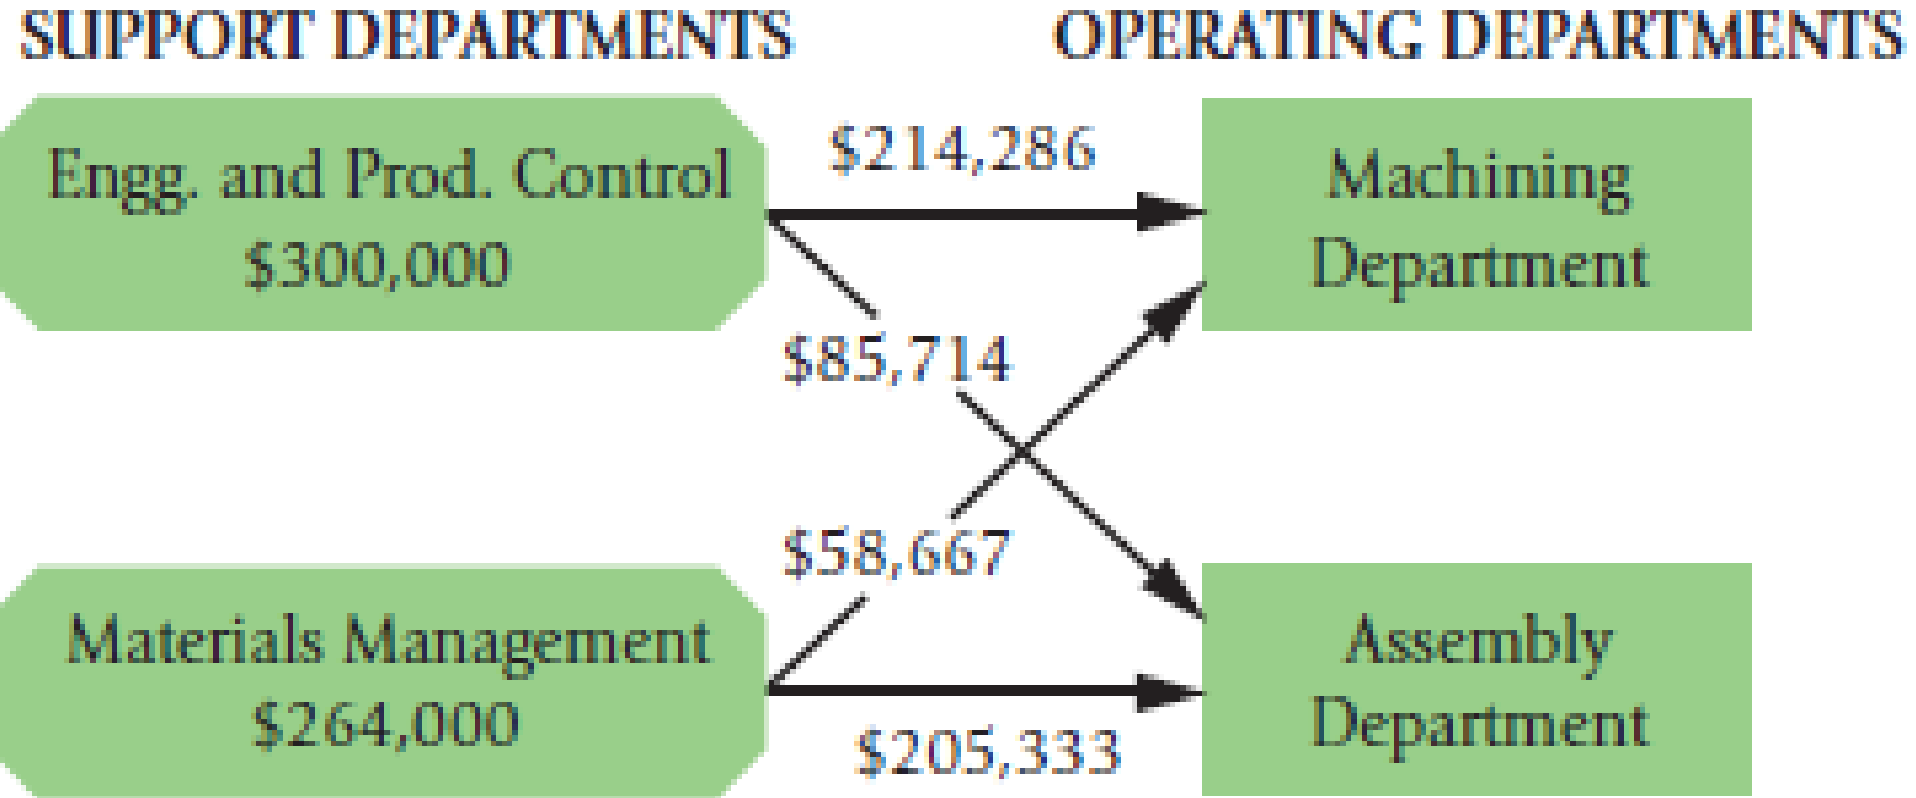 SUPPORT DEPARTMENTS
OPERATING DEPARTMENTS
Engg. and Prod. Control
$300,000
$214,286
Machining
Department
$85,714
$58,667
Materials Management
$264,000
$205,333
Assembly
Department